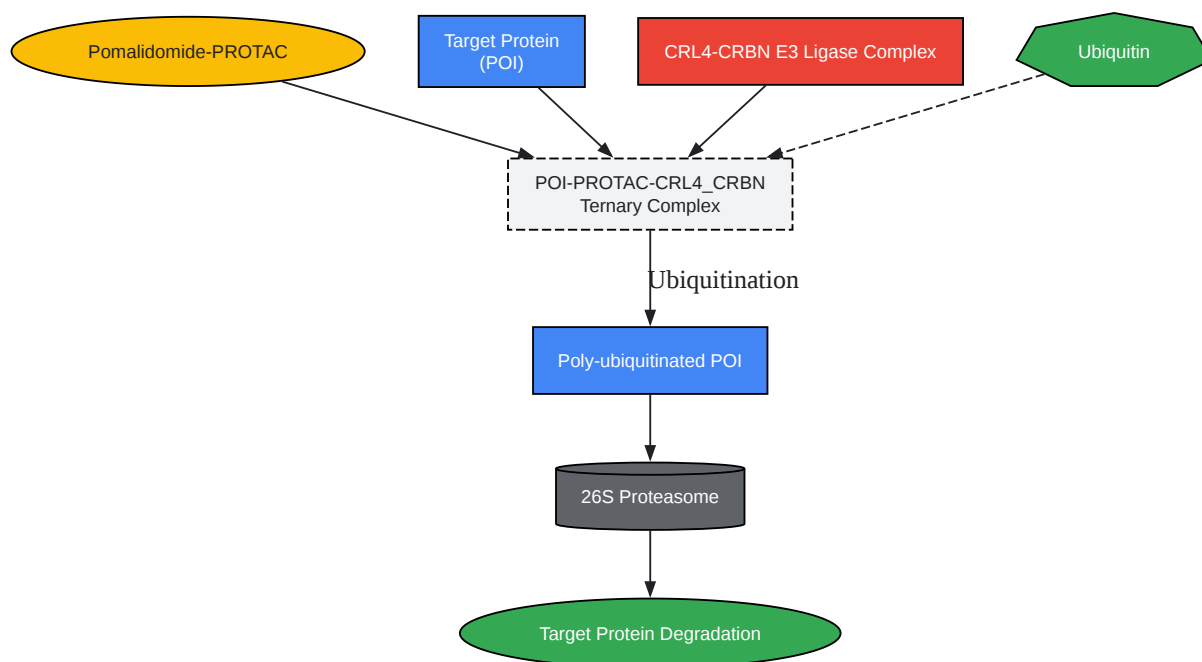 Pomalidomide-PROTAC
Target Protein
(POI)
CRL4-CRBN E3 Ligase Complex
Ubiquitin
POI-PROTAC-CRL4_CRBN
Ternary Complex
Ubiquitination
Poly-ubiquitinated POI
26S Proteasome
Target Protein Degradation